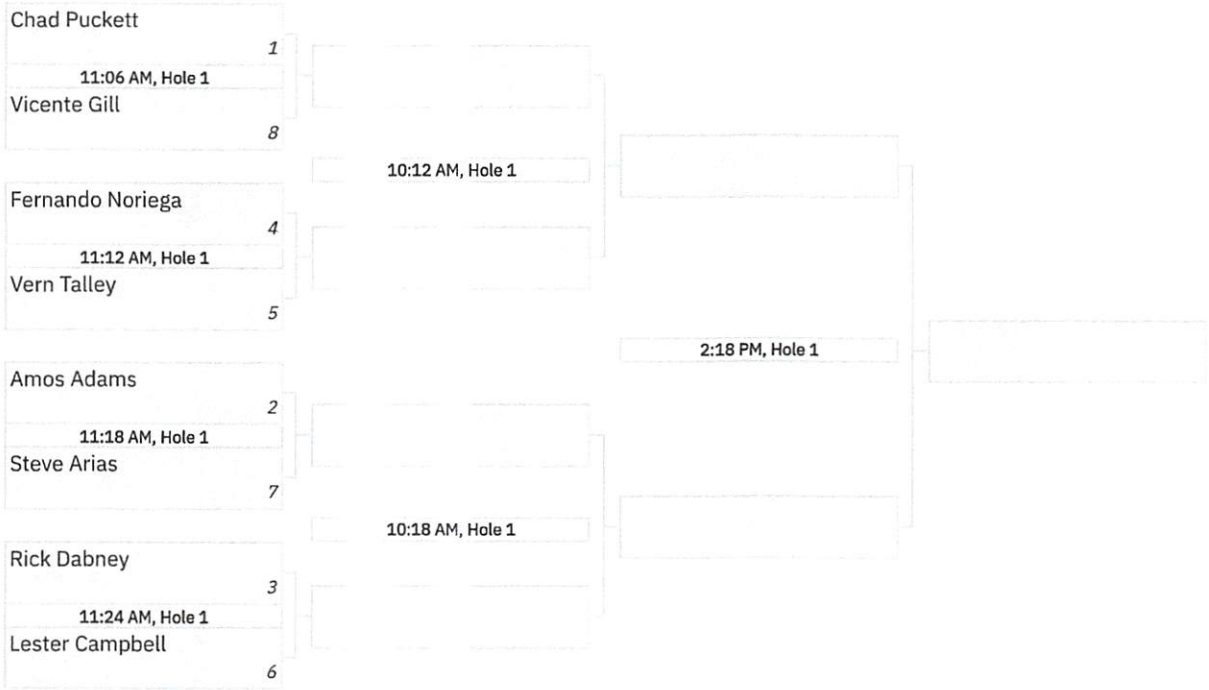 Chad Puckett
1
11:06 AM, Hole 1
Vicente Gill
8
Fernando Noriega
4
11:12 AM, Hole 1
Vern Talley
5
Amos Adams
2
11:18 AM, Hole 1
Steve Arias
7
Rick Dabney
3
11:24 AM, Hole 1
Lester Campbell
6
10:12 AM, Hole 1
10:18 AM, Hole 1
2:18 PM, Hole 1